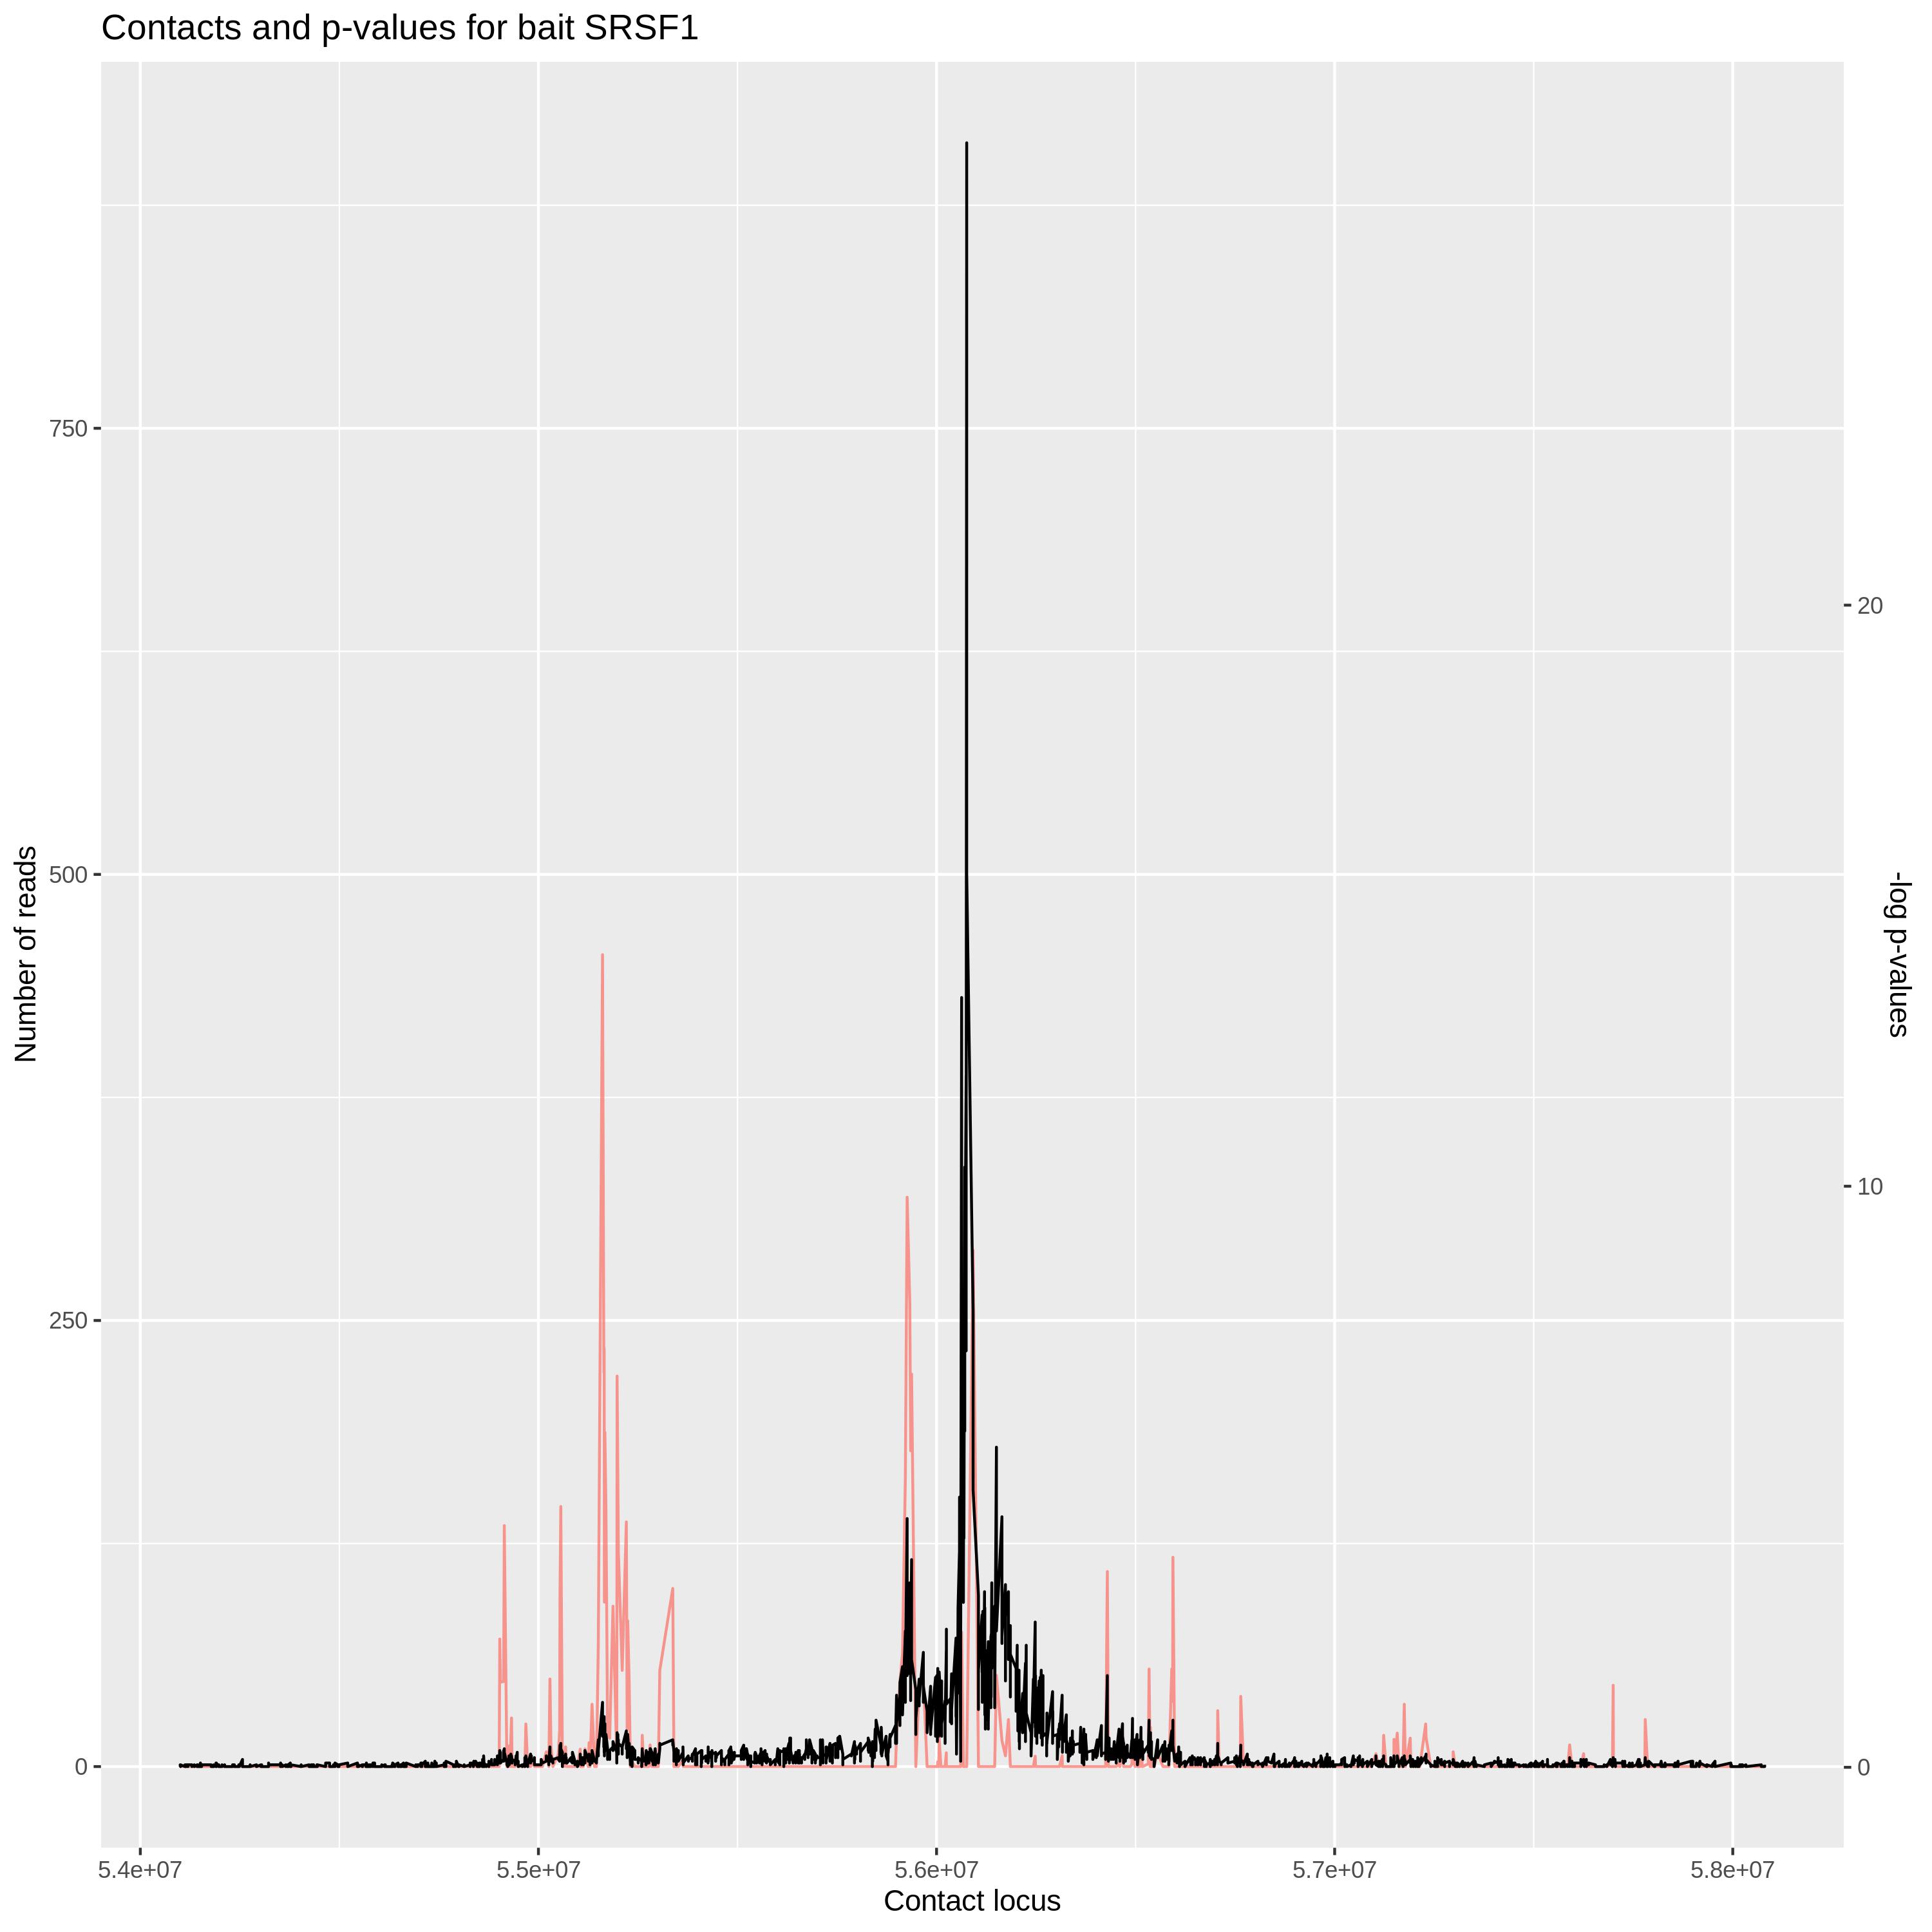 Contacts and p-values for bait SRSF1
750
500
250
0
Number of reads
20
10
0
-log p-values
5.4e+07
5.5e+07
5.6e+07
5.7e+07
5.8e+07
Contact locus